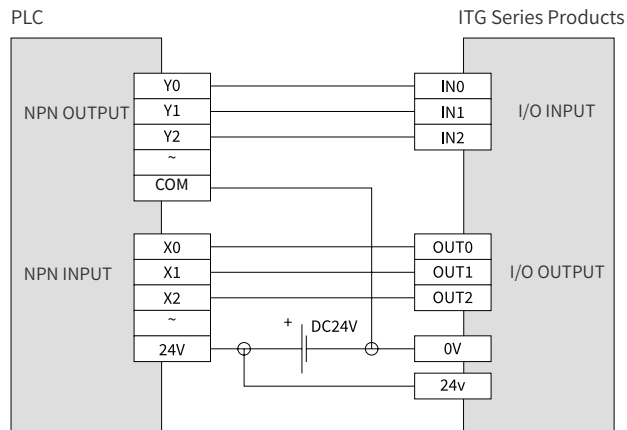 PLC
ITG Series Products
NPN OUTPUT
Y0
Y1
Y2
~
COM
IN0
IN1
IN2
I/O INPUT
NPN INPUT
X0
X1
X2
~
24V
+
DC24V
OUT0
OUT1
OUT2
I/O OUTPUT
0V
24v